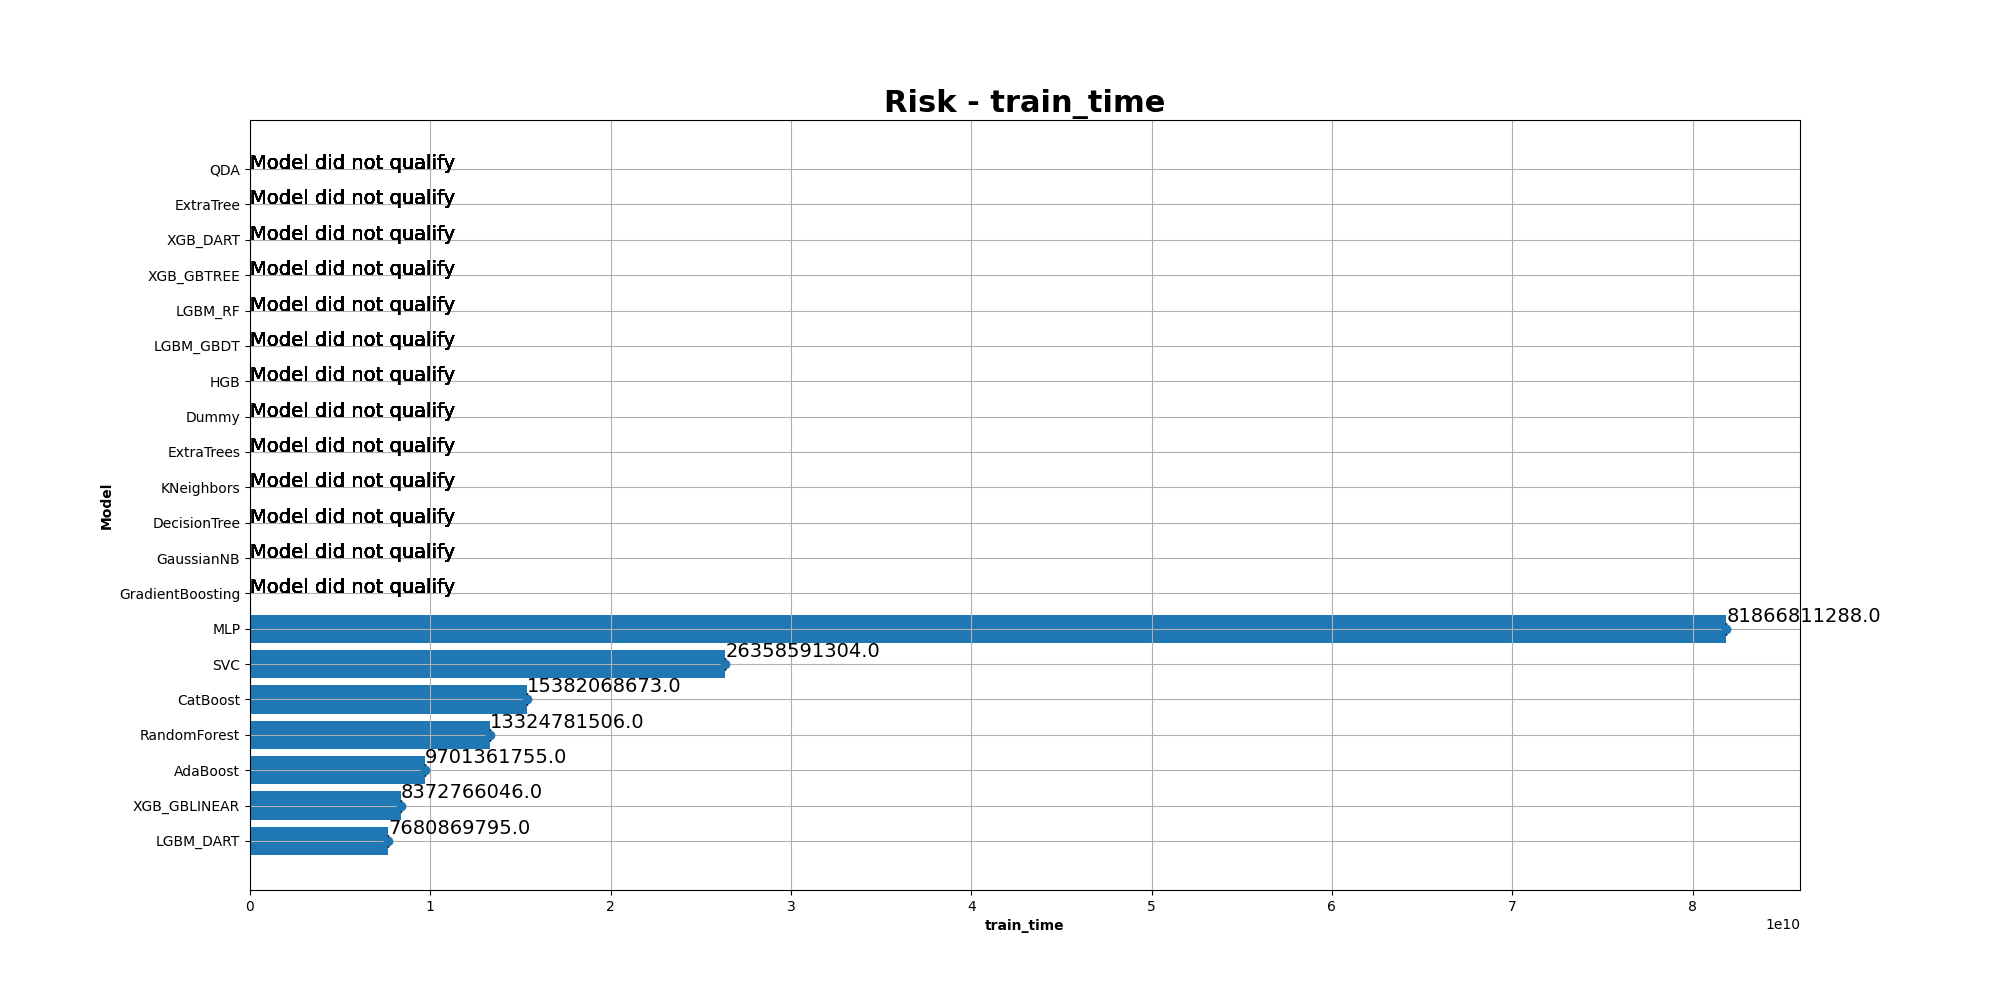 Risk - train_time
QDA Model did not qualify
ExtraTree Model did not qualify
XGB_DART Model did not qualify
XGB_GBTREE Model did not qualify
LGBM_RF Model did not qualify
LGBM_GBDT Model did not qualify
HGB Model did not qualify
Dummy Model did not qualify
ExtraTrees Model did not qualify
KNeighbors Model did not qualify
Model
DecisionTree Model did not qualify
GaussianNB Model did not qualify
GradientBoosting Model did not qualify
MLP 81866811288.0
SVC 26358591304.0
CatBoost 15382068673.0
RandomForest 13324781506.0
AdaBoost 9701361755.0
XGB_GBLINEAR 8372766046.0
LGBM_DART 7680869795.0
0 1 2 3 4 5 6 7 8
train_time 1e10